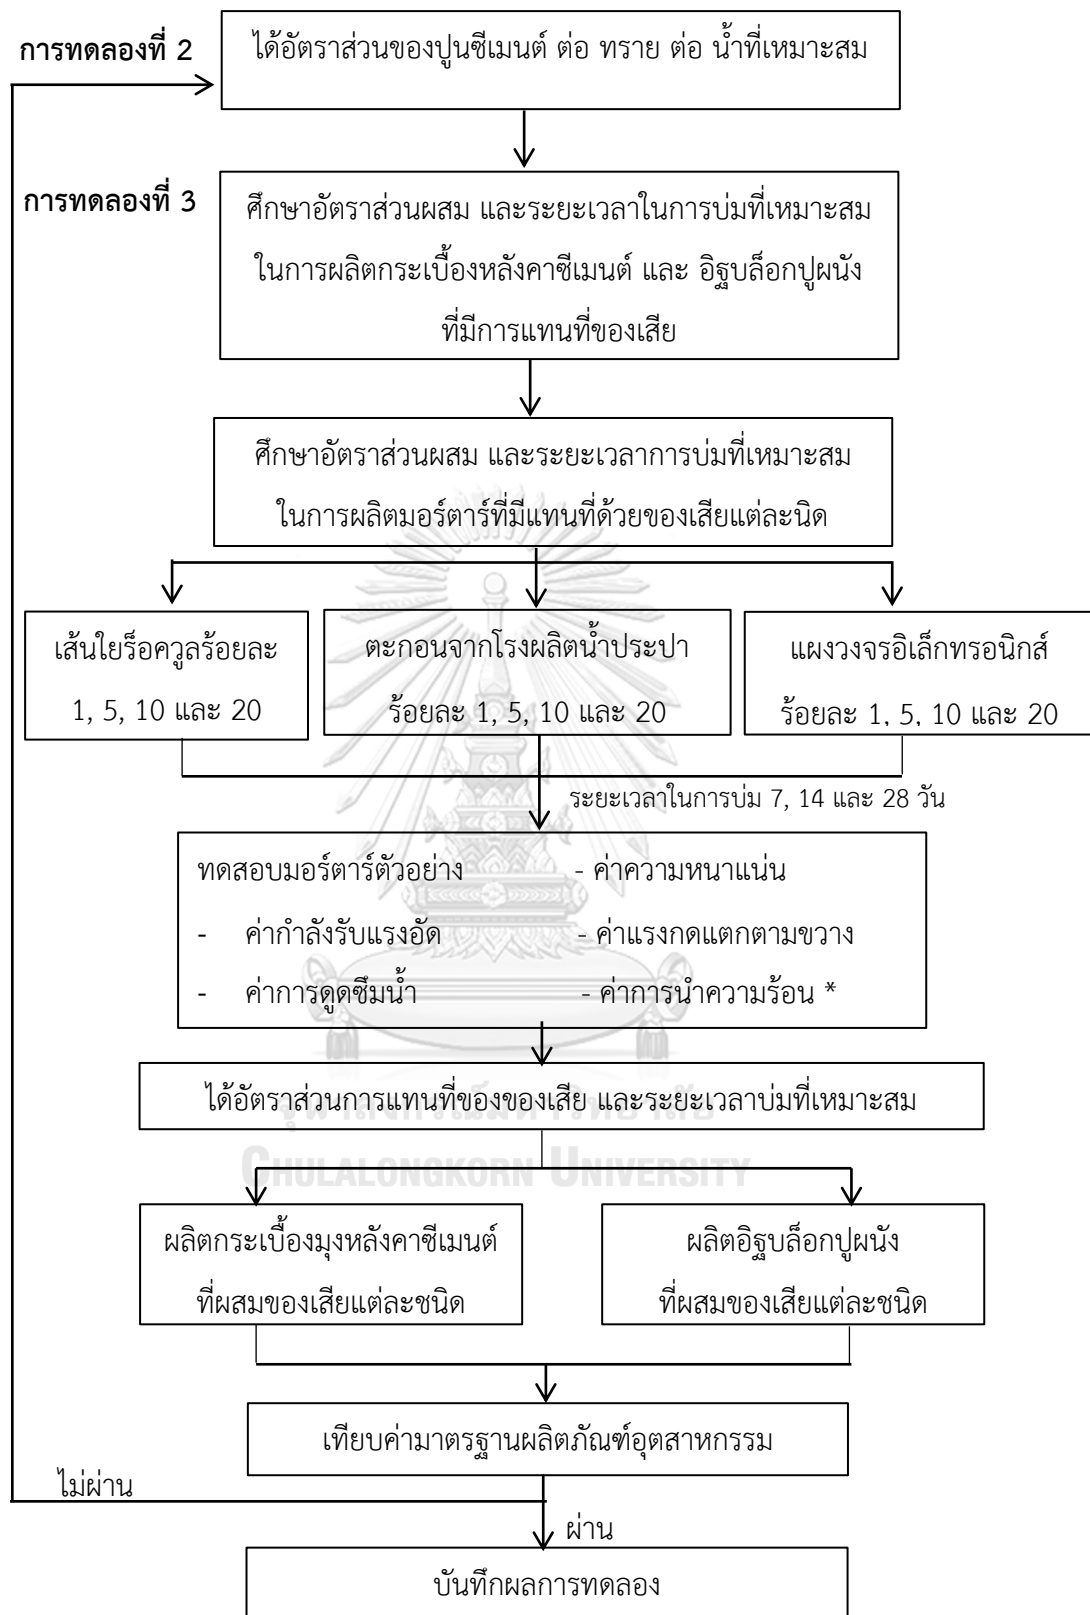 การทดลองที่ 2
ได้อัตราส่วนของปูนซีเมนต์ ต่อ ทราย ต่อ น้ำที่เหมาะสม
การทดลองที่ 3
ศึกษาอัตราส่วนผสม และระยะเวลาในการบ่มที่เหมาะสม
ในการผลิตกระเบื้องหลังคาซีเมนต์ และ อิฐบล็อกปูผนัง
ที่มีการแทนที่ของเสีย
ศึกษาอัตราส่วนผสม และระยะเวลาการบ่มที่เหมาะสม
ในการผลิตมอร์ตาร์ที่มีแทนที่ด้วยของเสียแต่ละนิด
เส้นใยร็อควูลร้อยละ
1, 5, 10 และ 20
ตะกอนจากโรงผลิตน้ำประปา
ร้อยละ 1, 5, 10 และ 20
แผงวงจรอิเล็กทรอนิกส์
ร้อยละ 1, 5, 10 และ 20
ระยะเวลาในการบ่ม 7, 14 และ 28 วัน
ทดสอบมอร์ตาร์ตัวอย่าง - ค่าความหนาแน่น
- ค่ากำลังรับแรงอัด - ค่าแรงกดแตกตามขวาง
- ค่าการดูดซึมน้ำ - ค่าการนำความร้อน *
ได้อัตราส่วนการแทนที่ของของเสีย และระยะเวลาบ่มที่เหมาะสม
จุฬาลงกรณ์มหาวิทยาลัย
CHULALONGKORN UNIVERSITY
ผลิตกระเบื้องมุงหลังคาซีเมนต์
ที่ผสมของเสียแต่ละชนิด
ผลิตอิฐบล็อกปูผนัง
ที่ผสมของเสียแต่ละชนิด
เทียบค่ามาตรฐานผลิตภัณฑ์อุตสาหกรรม
ไม่ผ่าน
ผ่าน
บันทึกผลการทดลอง